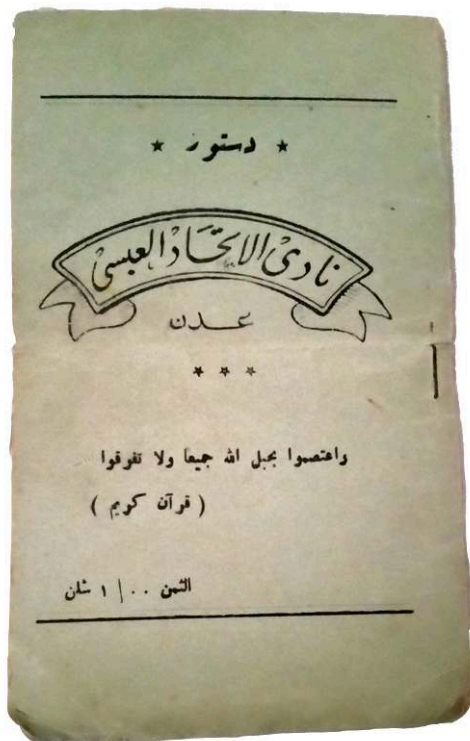 ★ دستور ★
نادي الاتحاد العبسي
عدن
★ ★ ★
واعتصموا بحبل الله جميعا ولا تفرقوا
( قرآن كريم )
الثمن ٠٠ / ١ شلن